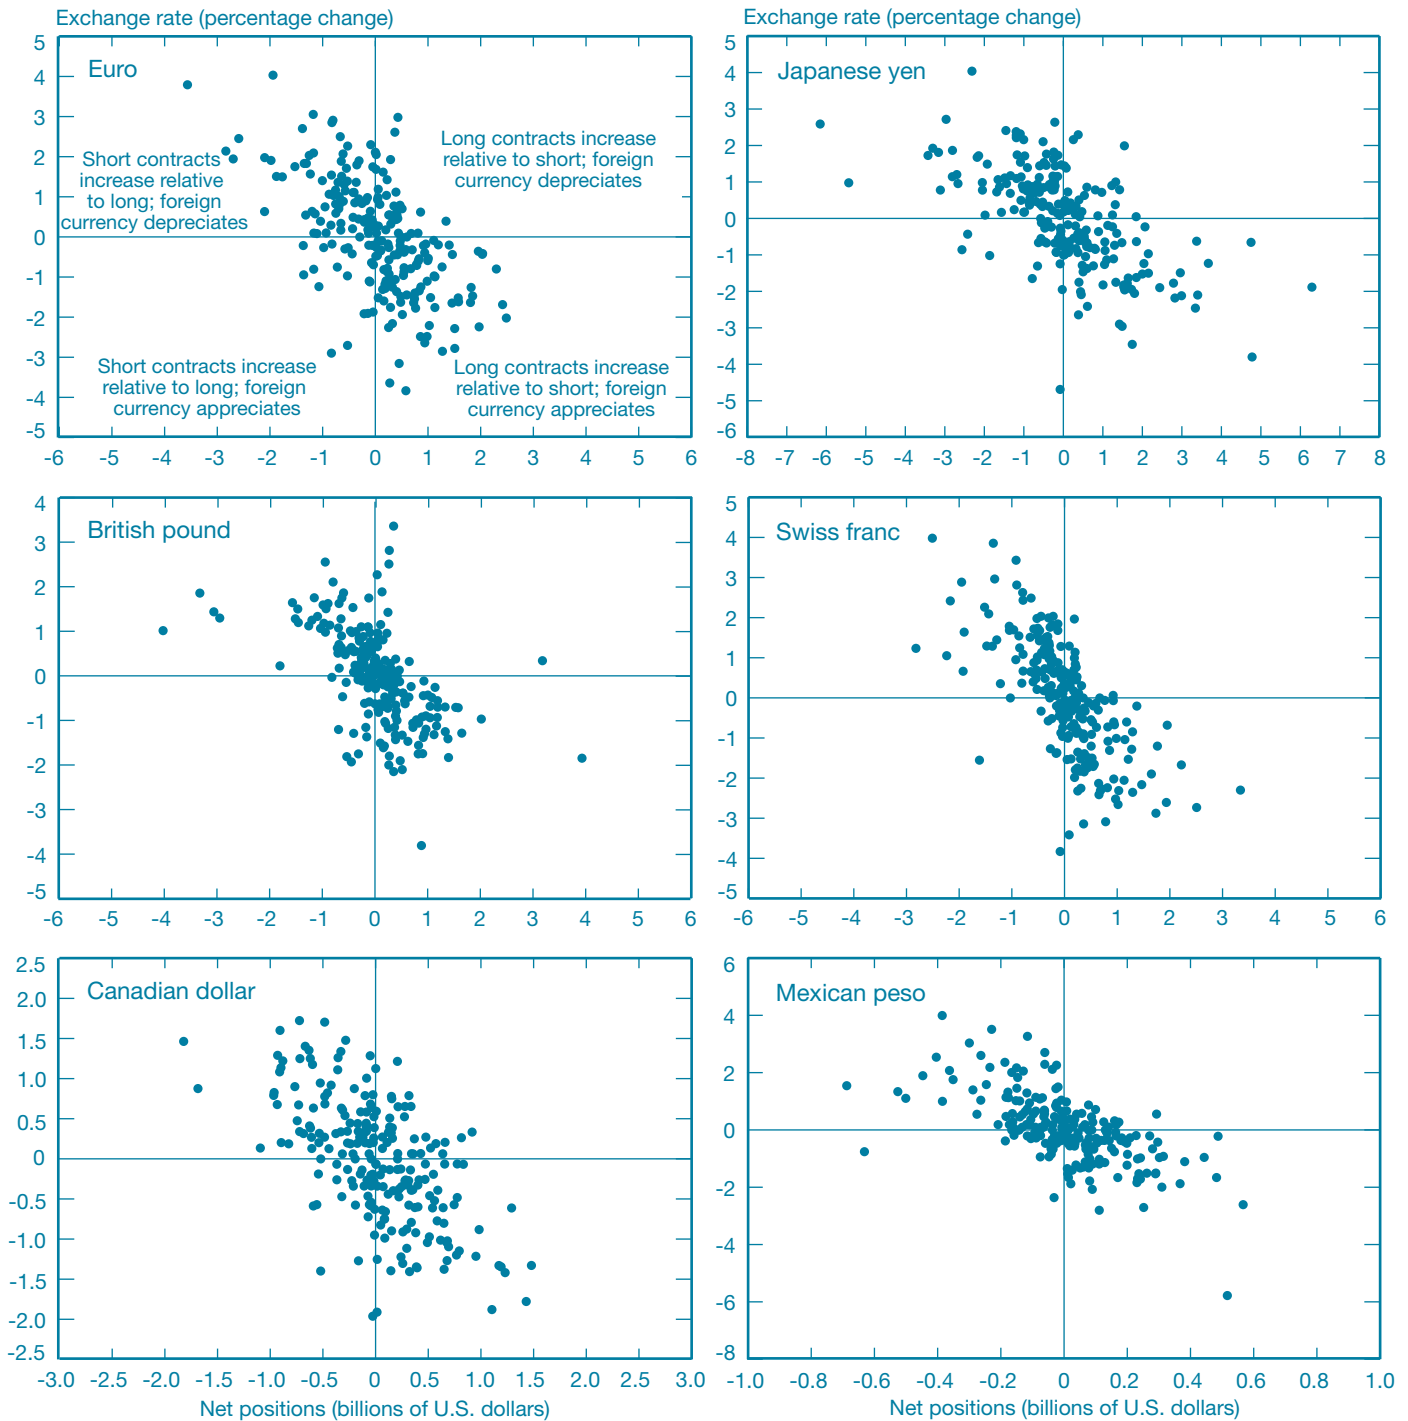 Exchange rate (percentage change)
5
4
3
2
1
0
-1
-2
-3
-4
-5
Euro
Short contracts
increase relative
to long; foreign
currency depreciates
Long contracts increase
relative to short; foreign
currency depreciates
Short contracts increase
relative to long; foreign
currency appreciates
Long contracts increase
relative to short; foreign
currency appreciates
-6 -5 -4 -3 -2 -1 0 1 2 3 4 5 6
Exchange rate (percentage change)
5
4
3
2
1
0
-1
-2
-3
-4
-5
-6
Japanese yen
-8 -7 -6 -5 -4 -3 -2 -1 0 1 2 3 4 5 6 7 8
4
3
2
1
0
-1
-2
-3
-4
-5
British pound
-6 -5 -4 -3 -2 -1 0 1 2 3 4 5 6
5
4
3
2
1
0
-1
-2
-3
-4
-5
Swiss franc
-6 -5 -4 -3 -2 -1 0 1 2 3 4 5 6
2.5
2.0
1.5
1.0
0.5
0
-0.5
-1.0
-1.5
-2.0
-2.5
Canadian dollar
-3.0 -2.5 -2.0 -1.5 -1.0 -0.5 0 0.5 1.0 1.5 2.0 2.5 3.0
Net positions (billions of U.S. dollars)
6
4
2
0
-2
-4
-6
-8
Mexican peso
-1.0 -0.8 -0.6 -0.4 -0.2 0 0.2 0.4 0.6 0.8 1.0
Net positions (billions of U.S. dollars)